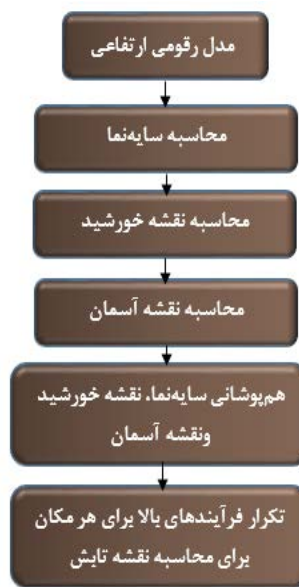 مدل رقومی ارتفاعی
محاسبه سایه‌نما
محاسبه نقشه خورشید
محاسبه نقشه آسمان
هم‌پوشانی سایه‌نما، نقشه خورشید
ونقشه آسمان
تکرار فرآیندهای بالا برای هر مکان
برای محاسبه نقشه تابش